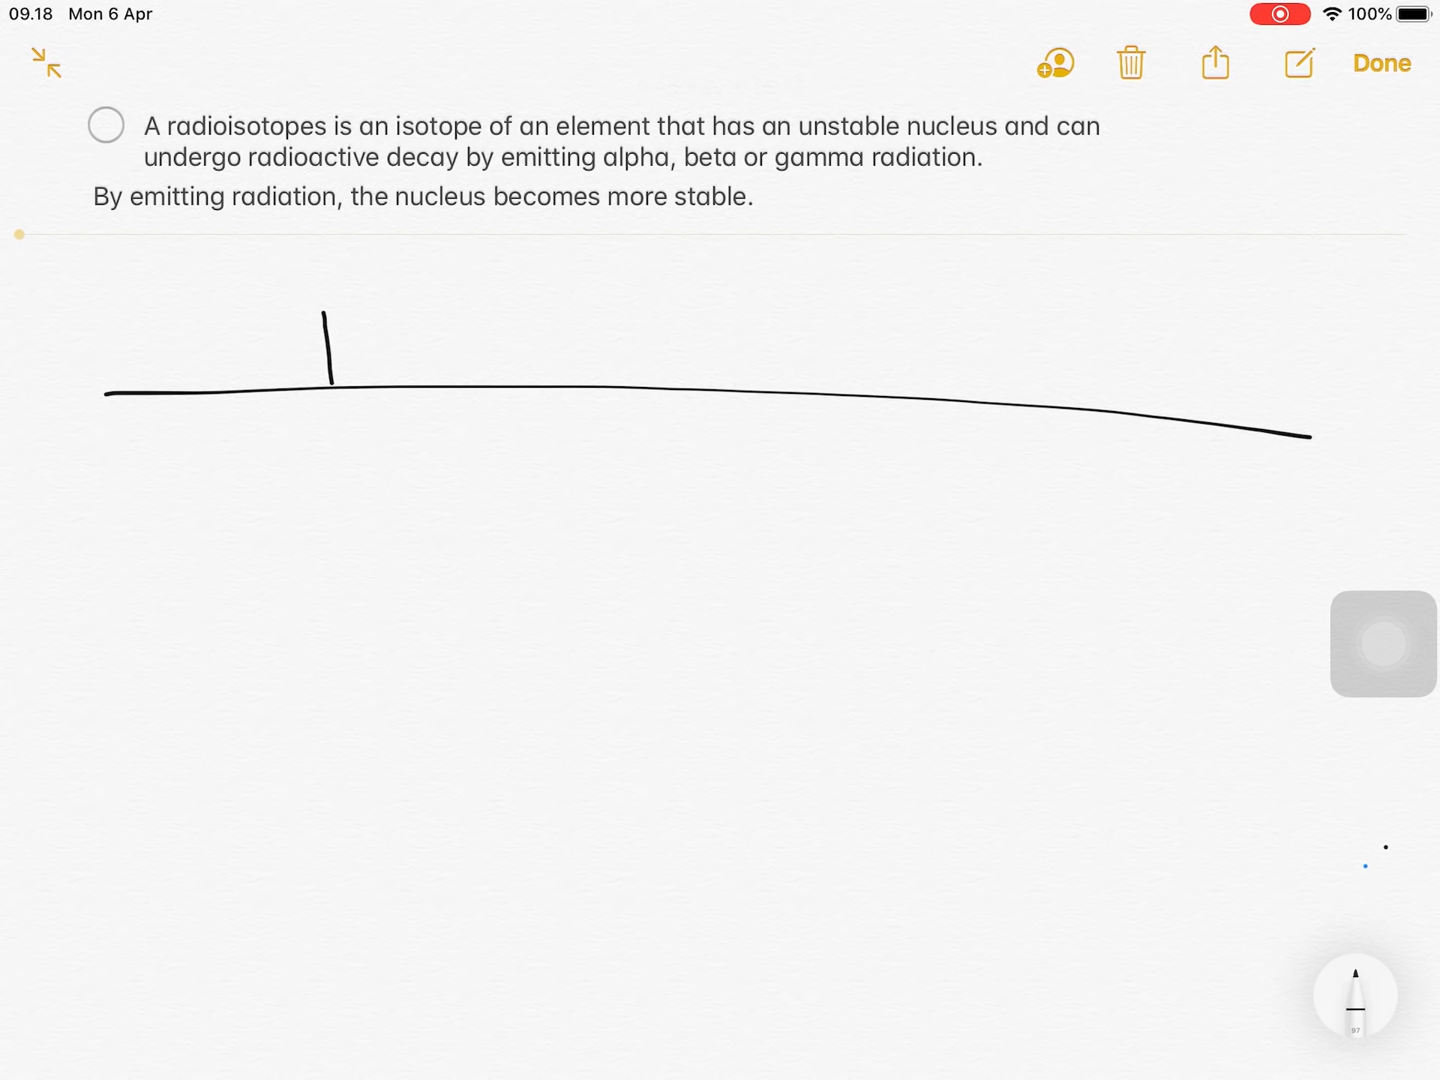 09.18 Mon 6 Apr 100%
Done
A radioisotopes is an isotope of an element that has an unstable nucleus and can
undergo radioactive decay by emitting alpha, beta or gamma radiation.
By emitting radiation, the nucleus becomes more stable.
97